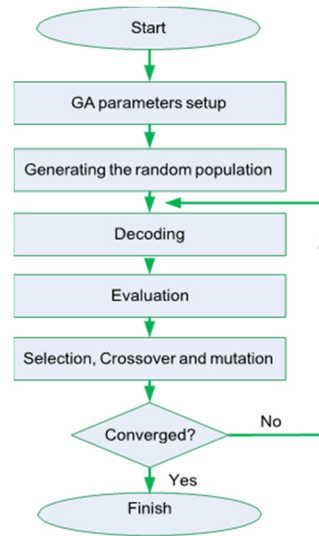 Start
GA parameters setup
Generating the random population
Decoding
Evaluation
Selection, Crossover and mutation
Converged?
No
Yes
Finish